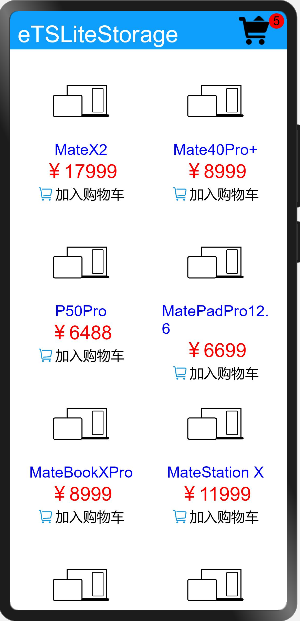 eTSLiteStorage
5
MateX2
￥17999
加入购物车
Mate40Pro+
￥8999
加入购物车
P50Pro
￥6488
加入购物车
MatePadPro12.
6
￥6699
加入购物车
MateBookXPro
￥8999
加入购物车
MateStation X
￥11999
加入购物车